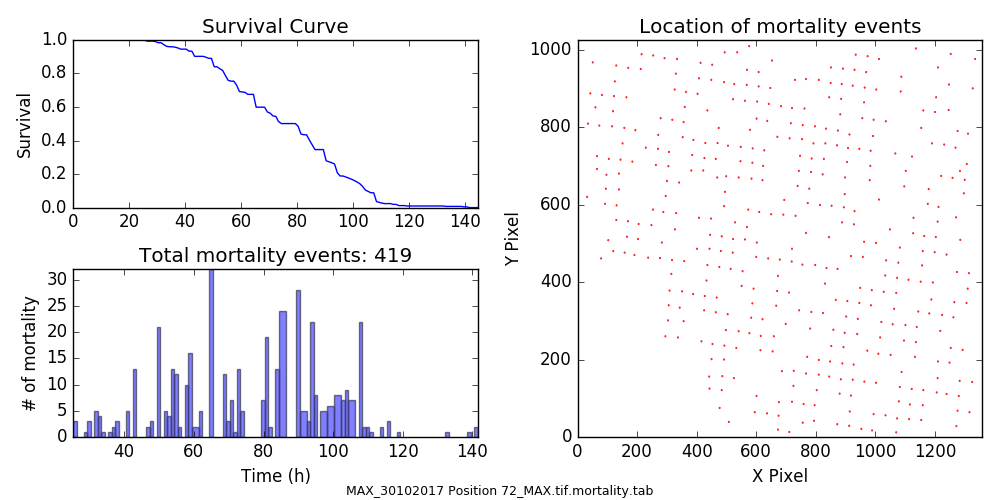 Survival Curve
1.0
0.8
0.6
0.4
0.2
0.0
Survival
0 20 40 60 80 100 120 140
Total mortality events: 419
30
25
20
15
10
5
0
# of mortality
40 60 80 100 120 140
Time (h)
Location of mortality events
1000
800
600
400
200
0
Y Pixel
0 200 400 600 800 1000 1200
X Pixel
MAX_30102017 Position 72_MAX.tif.mortality.tab